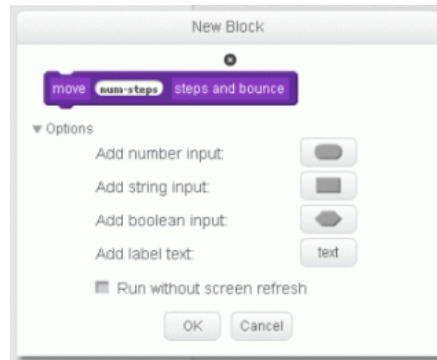 New Block
move num-steps steps and bounce
Options
Add number input:
Add string input:
Add boolean input:
Add label text: text
Run without screen refresh
OK Cancel